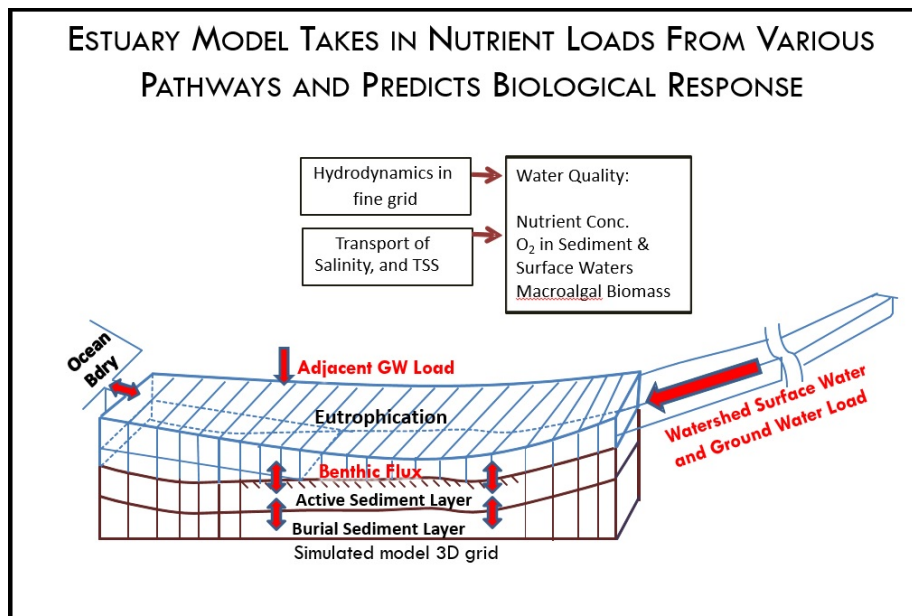 ESTUARY MODEL TAKES IN NUTRIENT LOADS FROM VARIOUS
PATHWAYS AND PREDICTS BIOLOGICAL RESPONSE
Hydrodynamics in
fine grid
Transport of
Salinity, and TSS
Water Quality:
Nutrient Conc.
O₂ in Sediment &
Surface Waters
Macroalgal Biomass
Ocean
Bdry
Adjacent GW Load
Eutrophication
Watershed Surface Water
and Ground Water Load
Benthic Flux
Active Sediment Layer
Burial Sediment Layer
Simulated model 3D grid